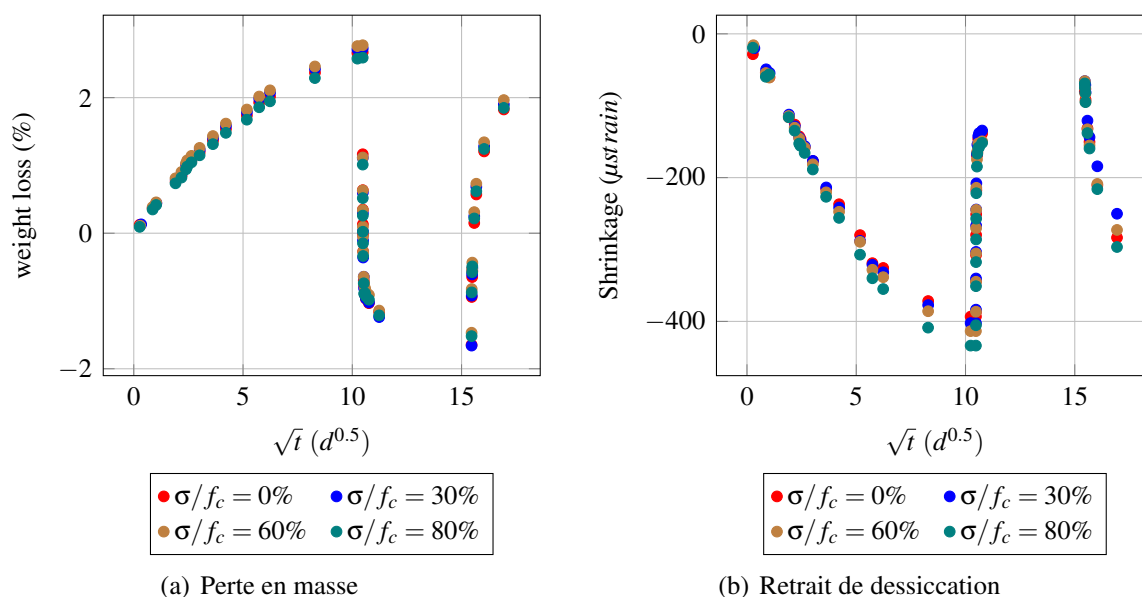 weight loss (%)
2
0
−2
0 5 10 15
√t (d^0.5)
σ/f_c = 0% σ/f_c = 30%
σ/f_c = 60% σ/f_c = 80%
(a) Perte en masse
Shrinkage (μstrain)
0
−200
−400
0 5 10 15
√t (d^0.5)
σ/f_c = 0% σ/f_c = 30%
σ/f_c = 60% σ/f_c = 80%
(b) Retrait de dessiccation